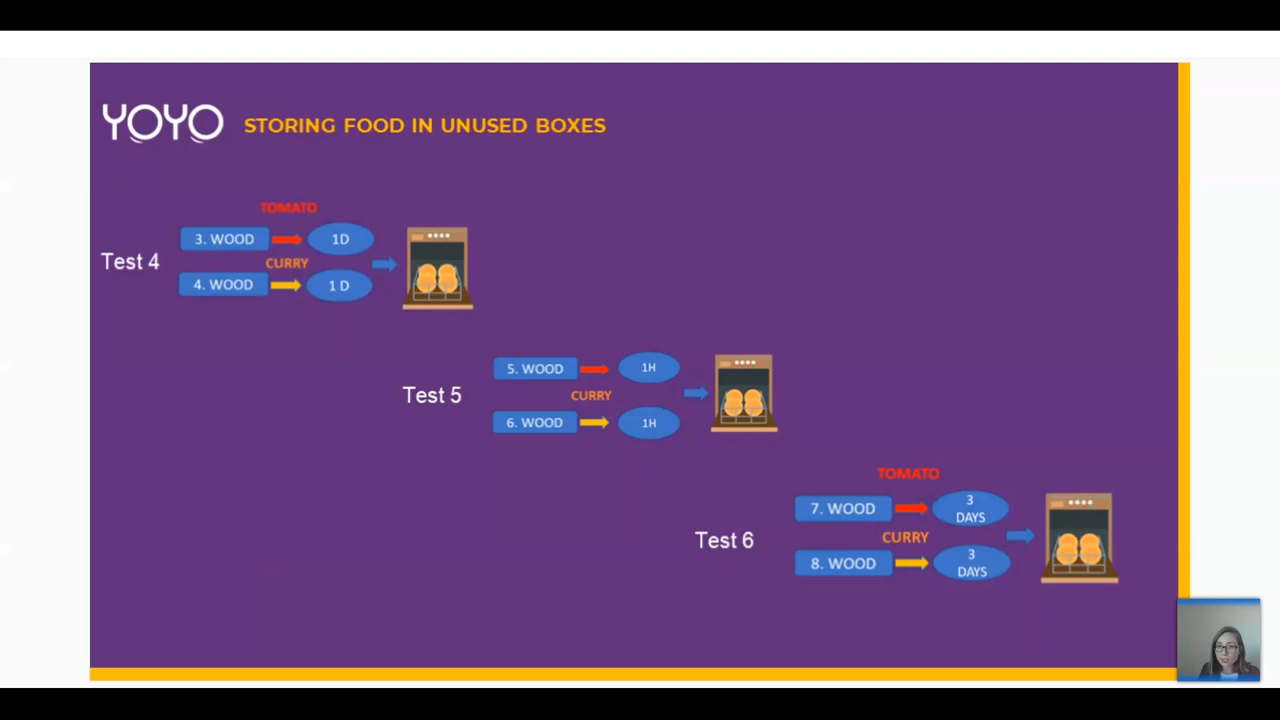 YOYO
STORING FOOD IN UNUSED BOXES
TOMATO
3. WOOD
1D
Test 4
CURRY
4. WOOD
1 D
5. WOOD
1H
Test 5
CURRY
6. WOOD
1H
TOMATO
7. WOOD
3
DAYS
Test 6
CURRY
8. WOOD
3
DAYS